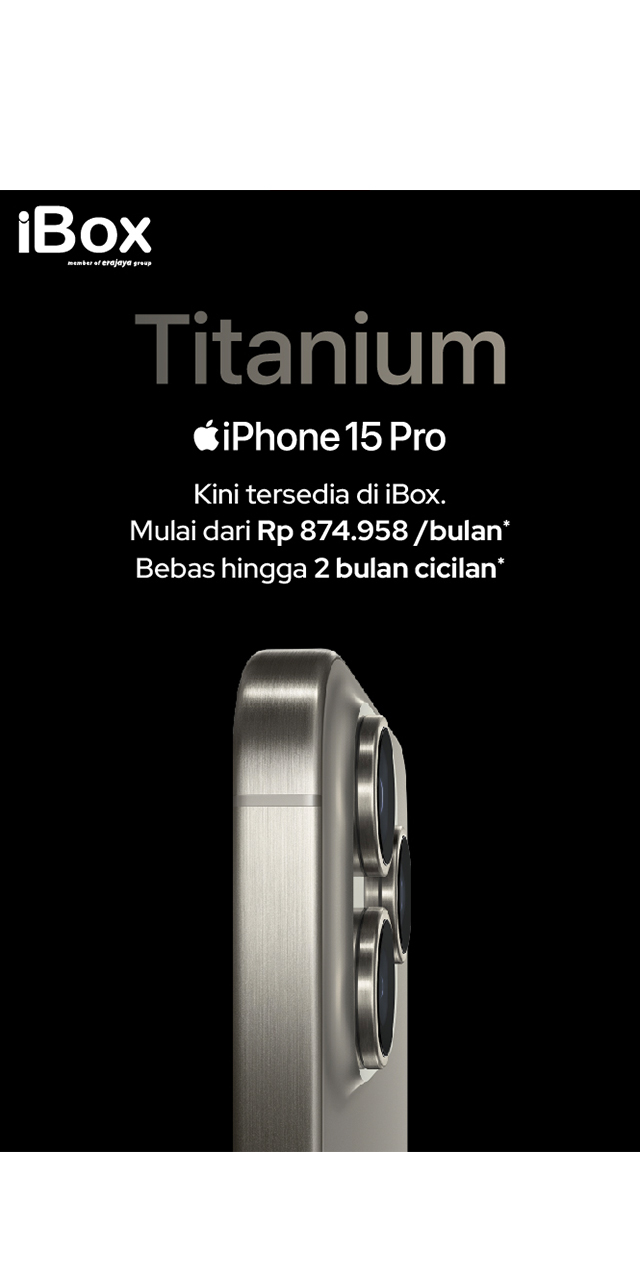 iBox
member of erajaya group
Titanium
iPhone 15 Pro
Kini tersedia di iBox.
Mulai dari Rp 874.958 /bulan*
Bebas hingga 2 bulan cicilan*